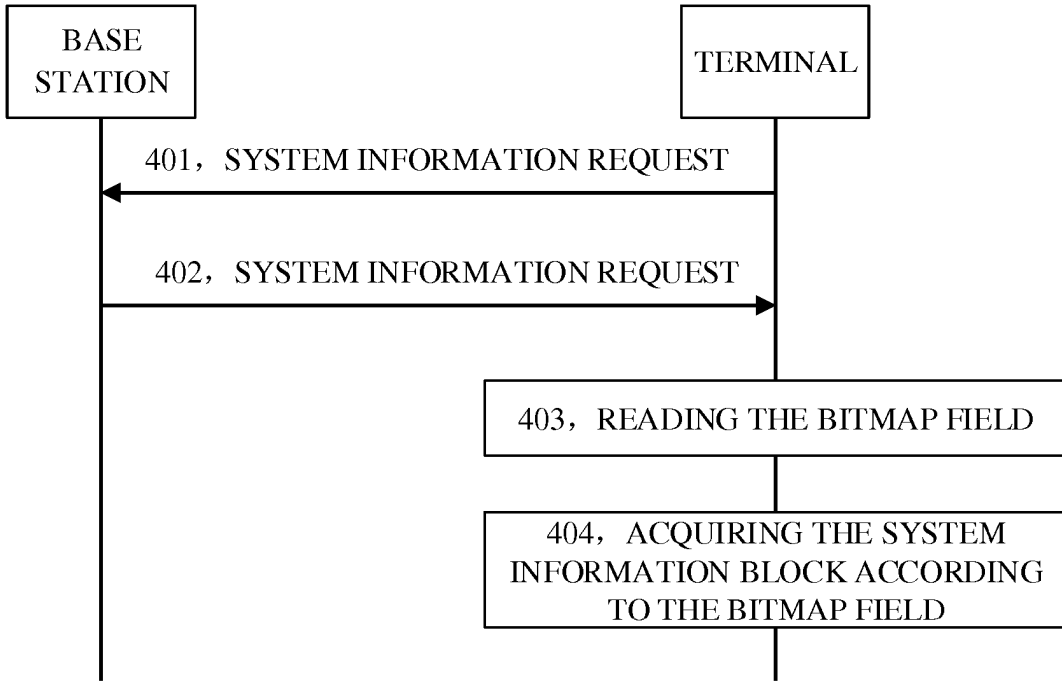 BASE
STATION
TERMINAL
401，SYSTEM INFORMATION REQUEST
402，SYSTEM INFORMATION REQUEST
403，READING THE BITMAP FIELD
404，ACQUIRING THE SYSTEM
INFORMATION BLOCK ACCORDING
TO THE BITMAP FIELD